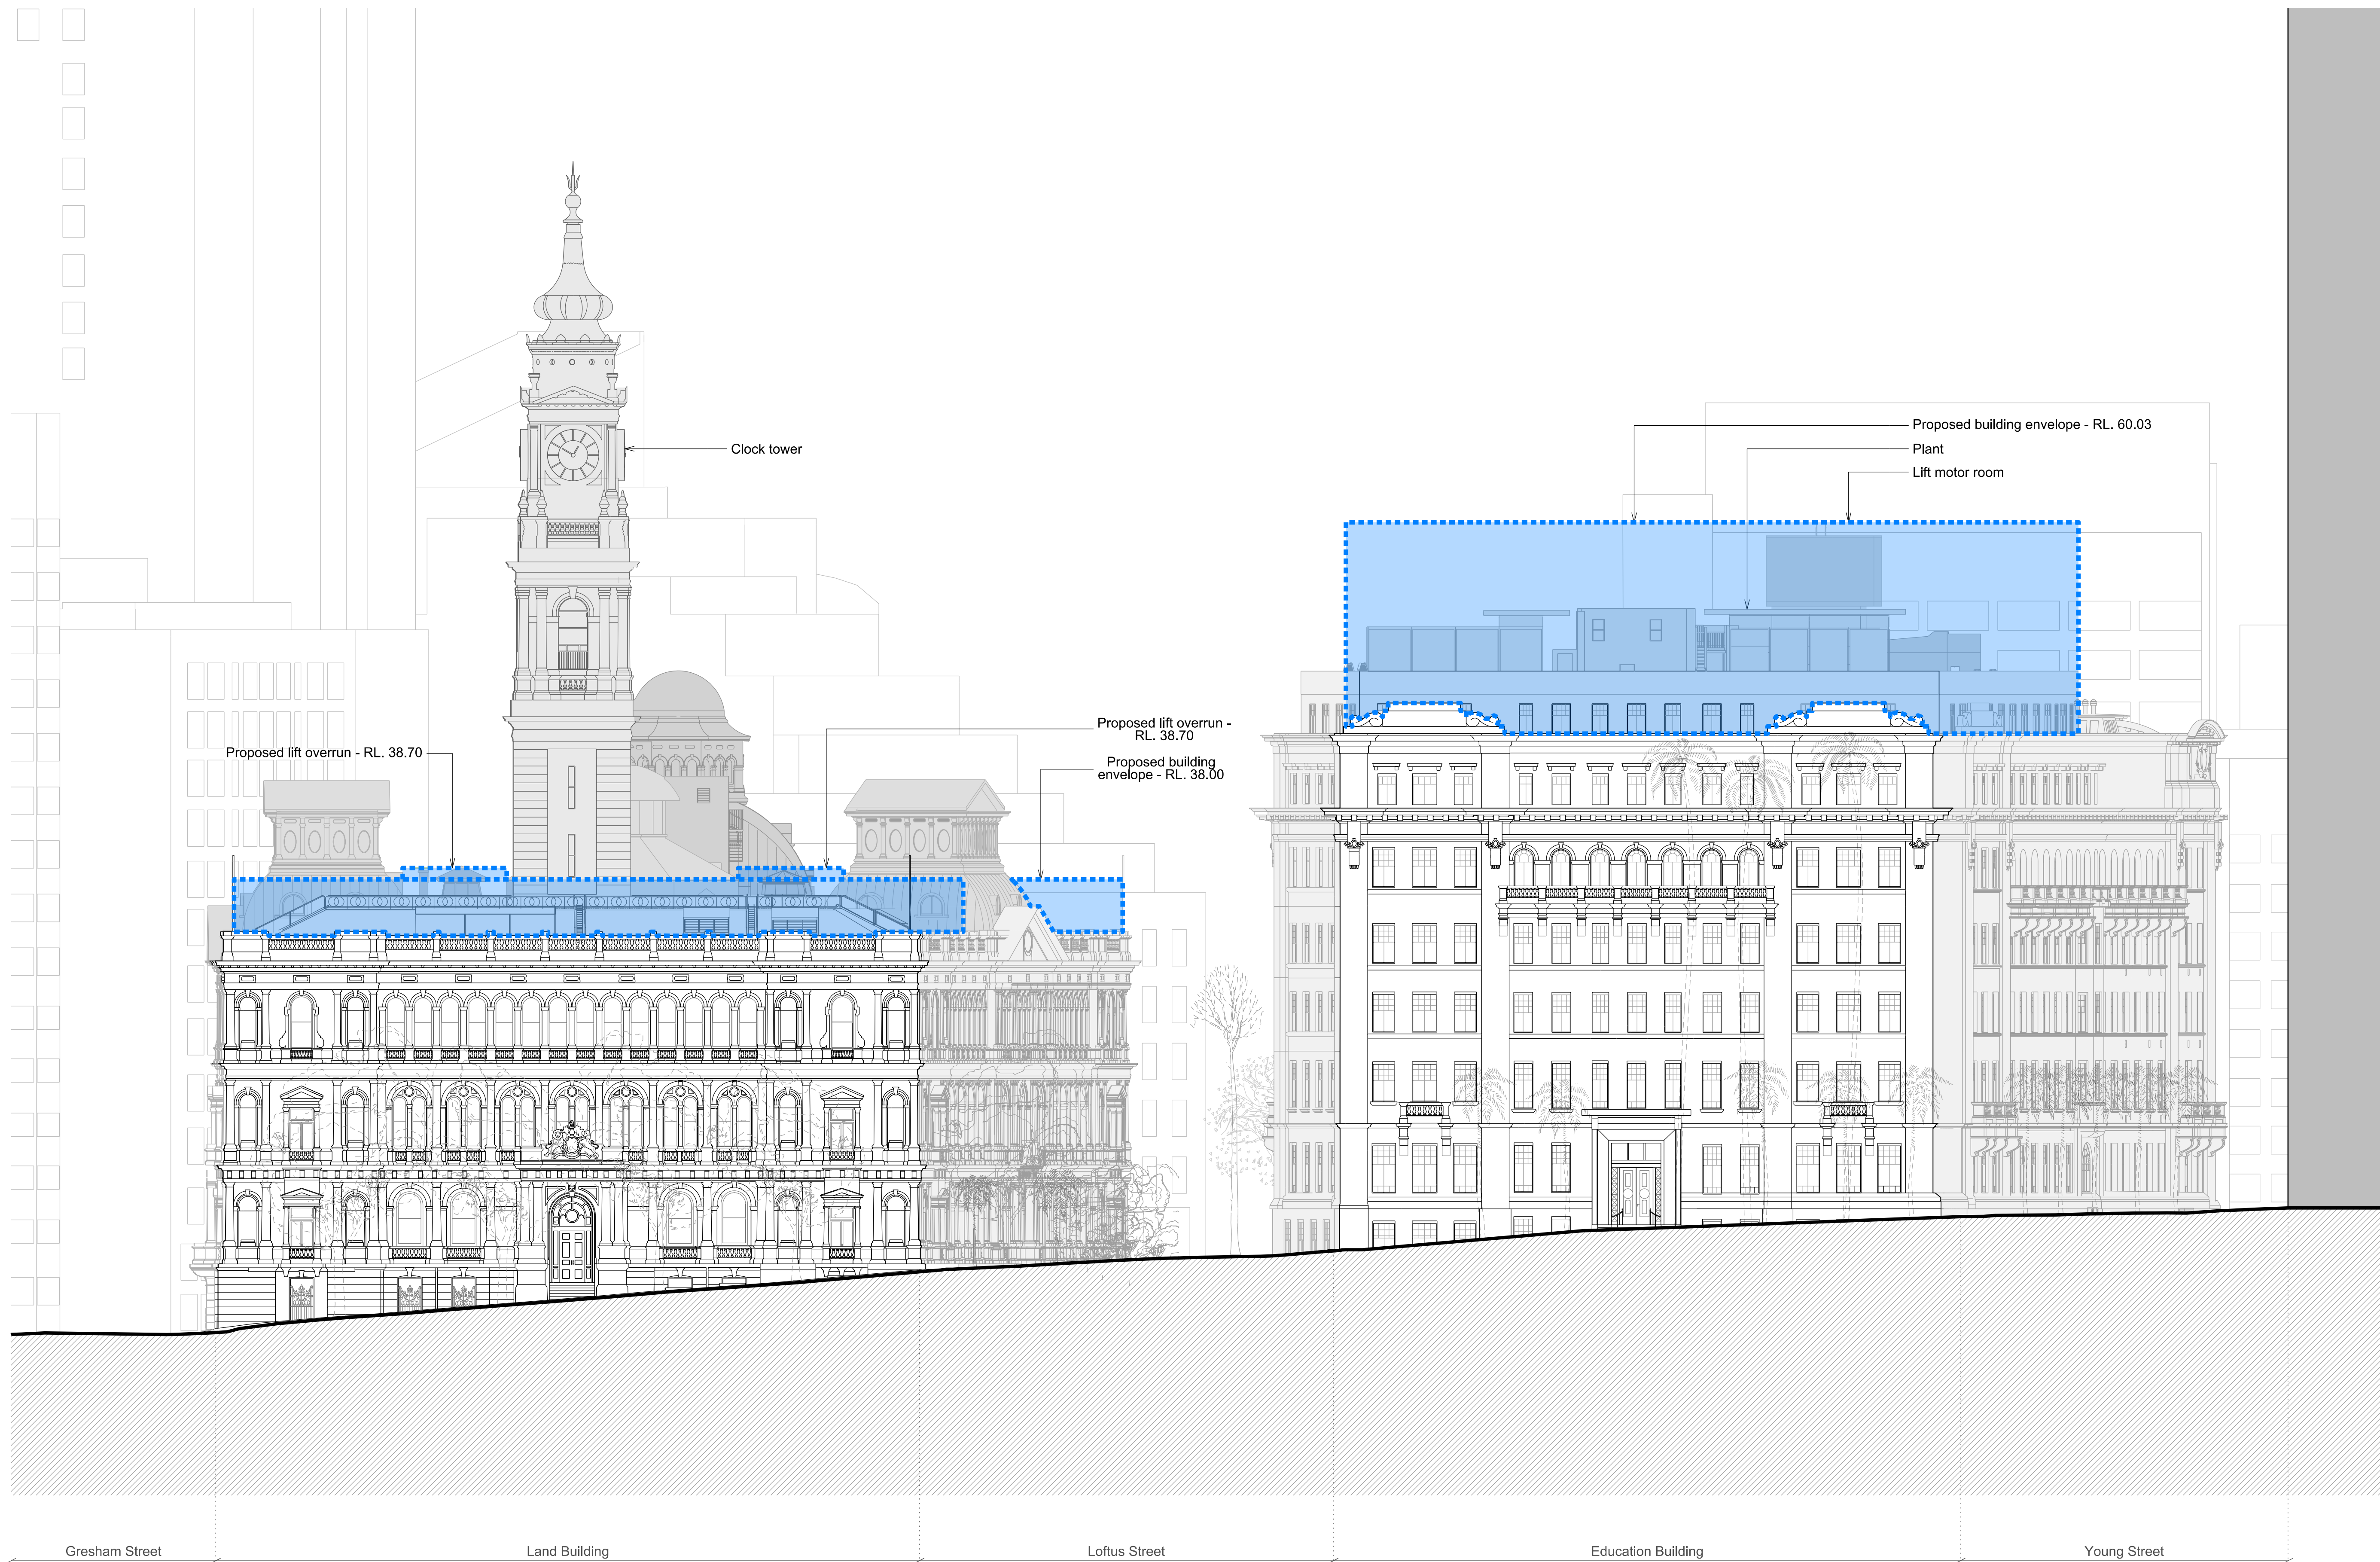 Proposed building envelope - RL. 60.03
Clock tower
Plant
Lift motor room
Proposed lift overrun -
RL. 38.70
Proposed lift overrun - RL. 38.70
Proposed building
envelope - RL. 38.00
Gresham Street
Land Building
Loftus Street
Education Building
Young Street